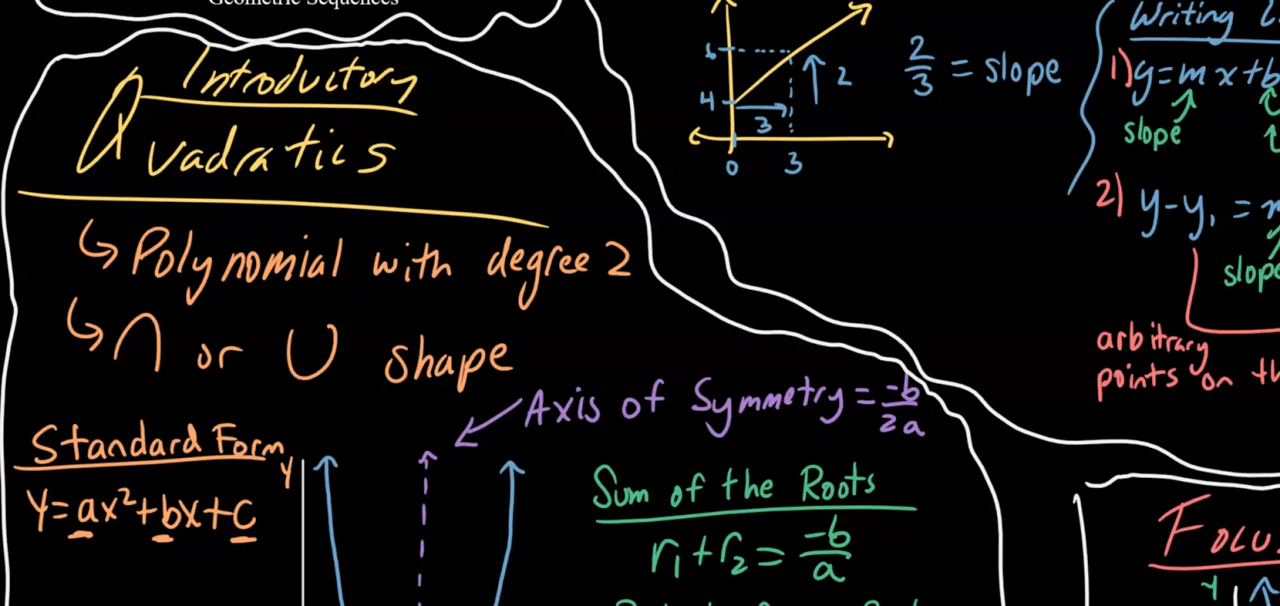 Geometric Sequences
Introductory
Quadratics
↳ Polynomial with degree 2
↳ ∩ or ∪ shape
Axis of Symmetry = -b/2a
Standard Form
y = ax²+bx+c
y
Sum of the Roots
r₁+r₂ = -b/a
6
4
3
2
0 3
2/3 = slope
Writing
1) y=mx+b
slope
2) y-y₁ =
slope
arbitrary
points on
y